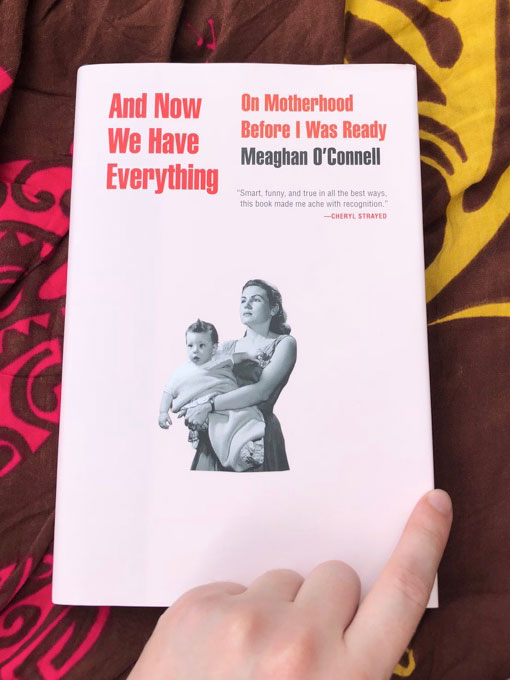 And Now
We Have
Everything
On Motherhood
Before I Was Ready
Meaghan O'Connell
"Smart, funny, and true in all the best ways,
this book made me ache with recognition."
—CHERYL STRAYED